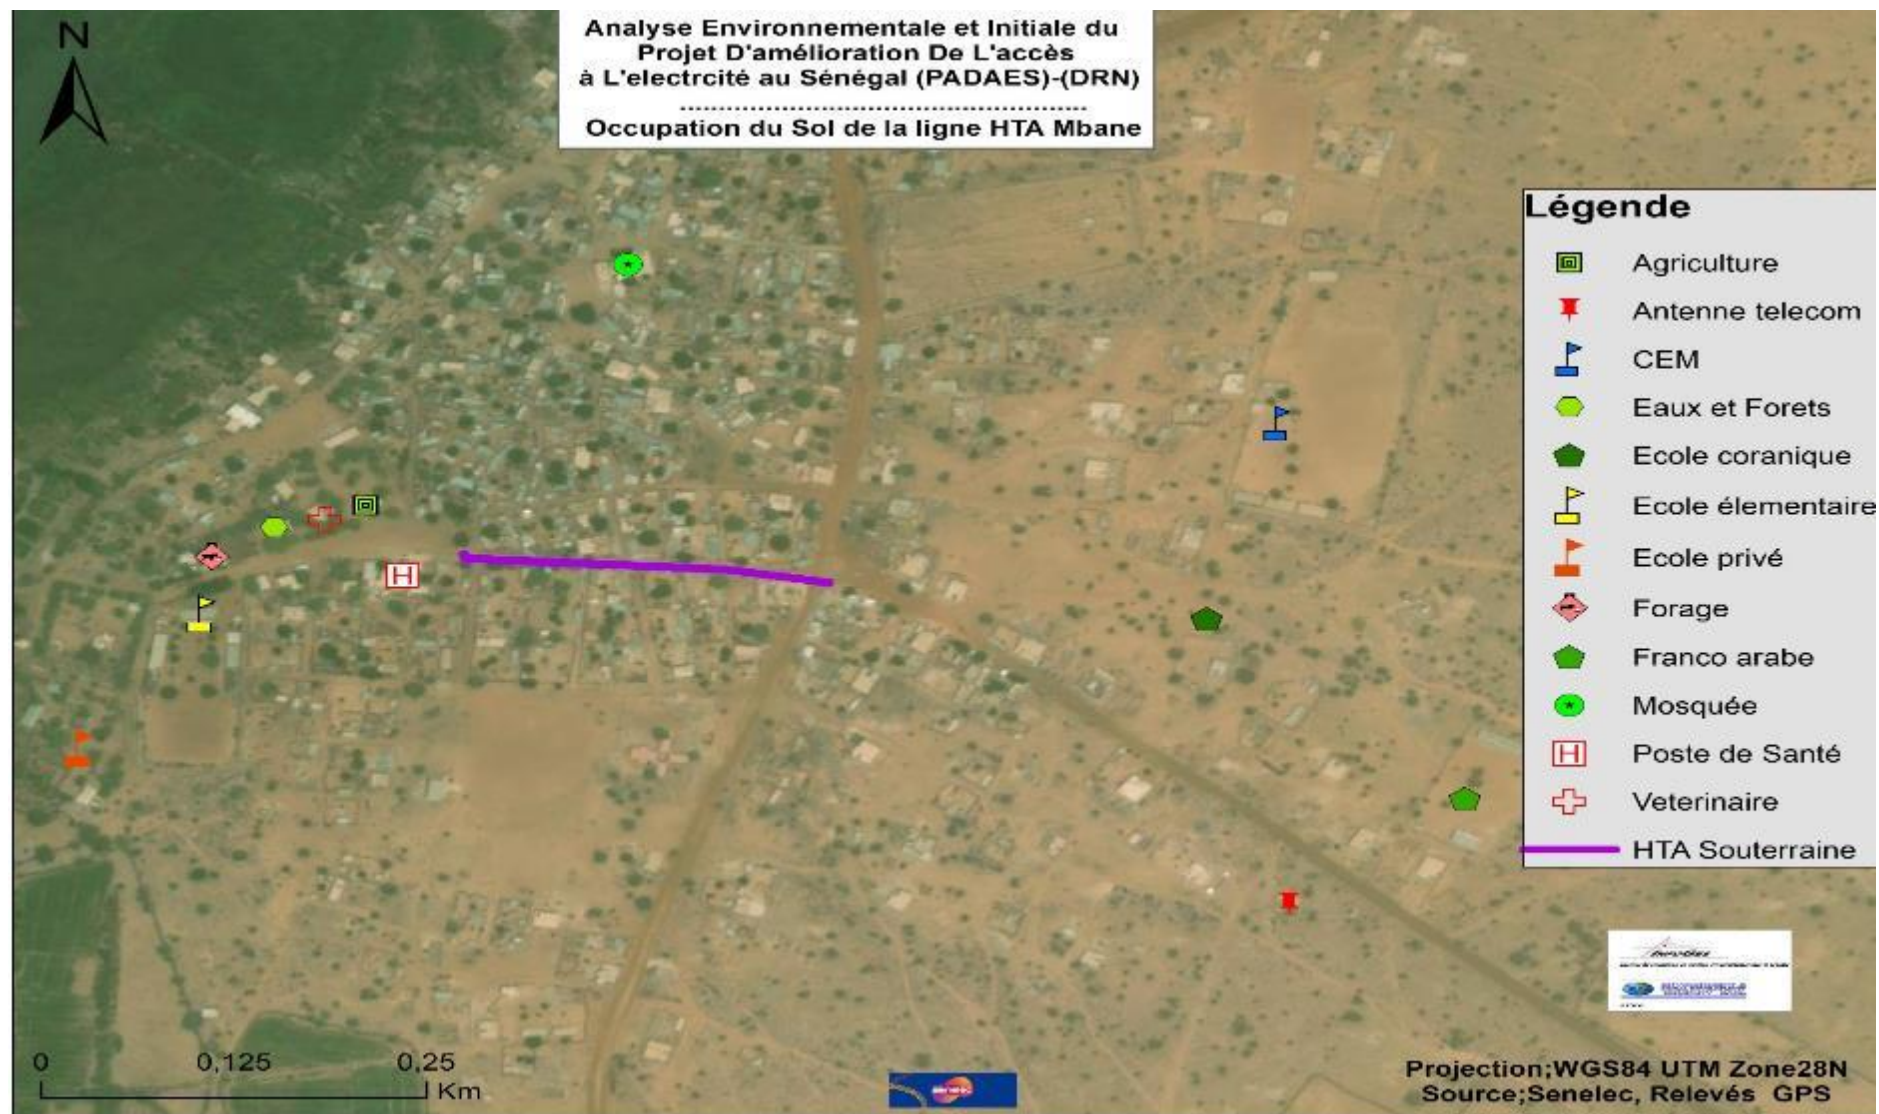 N
Analyse Environnementale et Initiale du
Projet D'amélioration De L'accès
à L'electrcité au Sénégal (PADAES)-(DRN)
Occupation du Sol de la ligne HTA Mbane
Légende
Agriculture
Antenne telecom
CEM
Eaux et Forets
Ecole coranique
Ecole élementaire
Ecole privé
Forage
Franco arabe
Mosquée
H Poste de Santé
Veterinaire
HTA Souterraine
H
0 0,125 0,25
Km
Projection;WGS84 UTM Zone28N
Source;Senelec, Relevés GPS